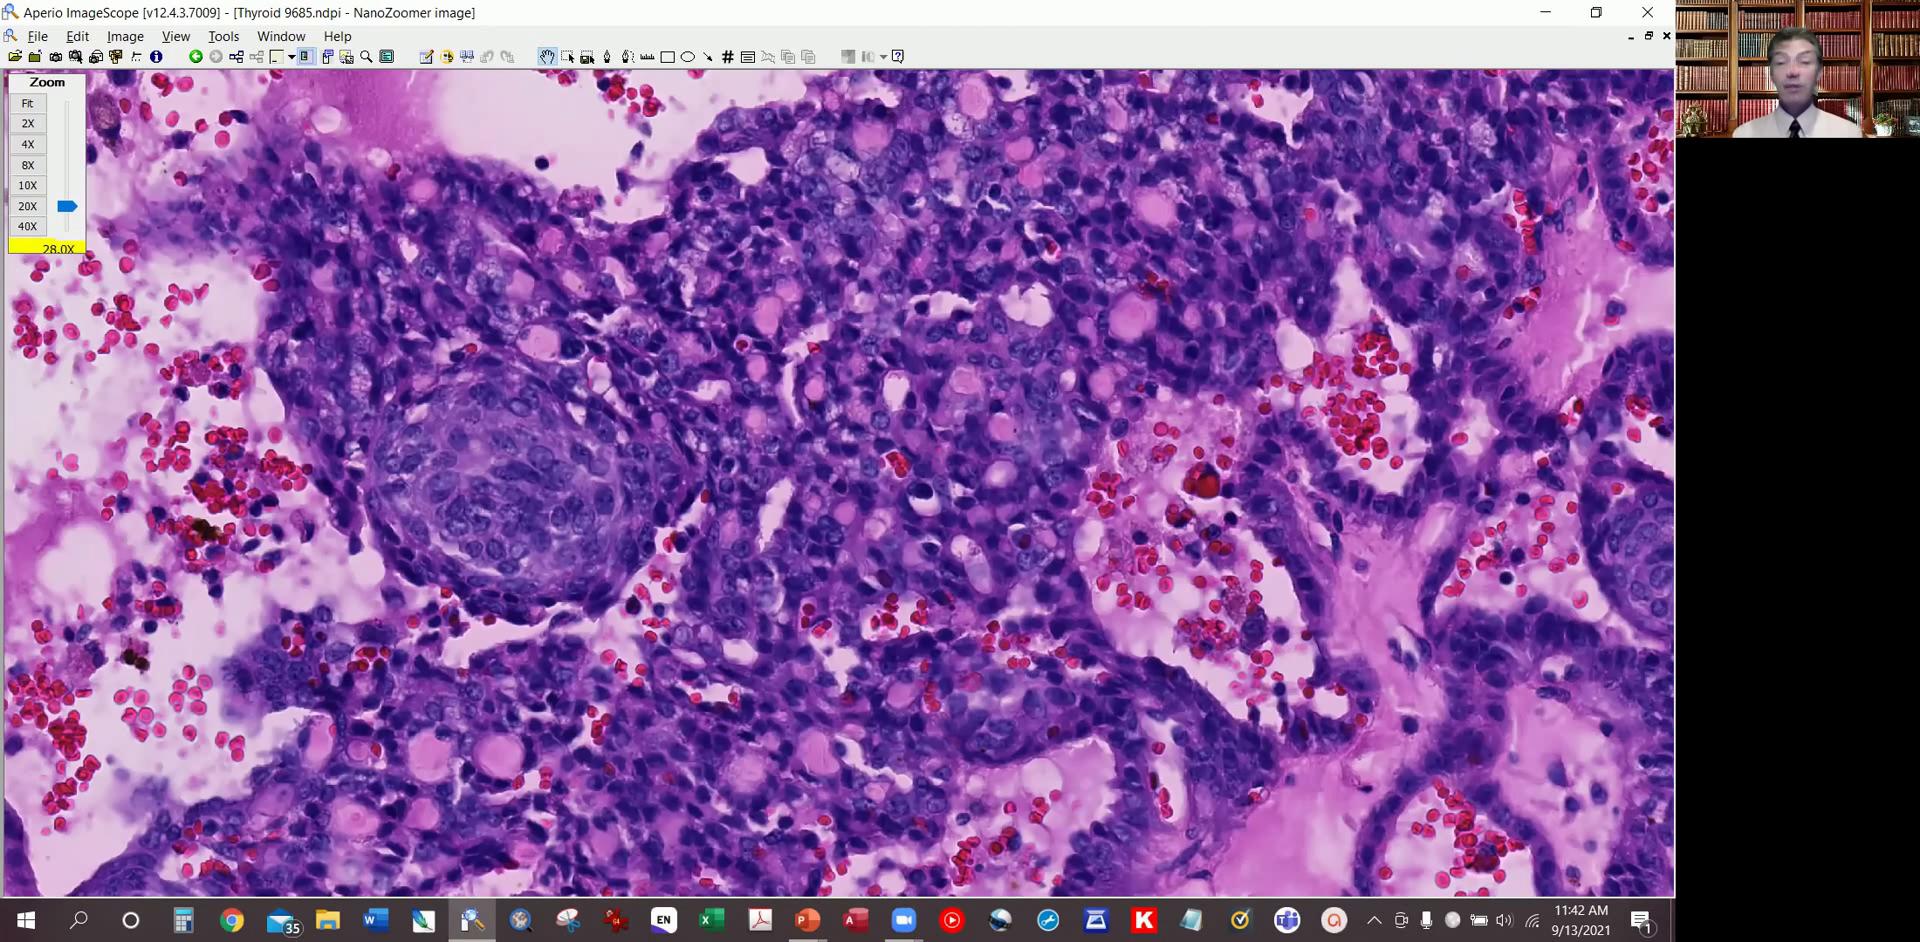 Aperio ImageScope [v12.4.3.7009] - [Thyroid 9685.ndpi - NanoZoomer image]
File Edit Image View Tools Window Help
Zoom
Fit
2X
4X
8X
10X
20X
40X
28.0X
35
EN
11:42 AM
9/13/2021
1